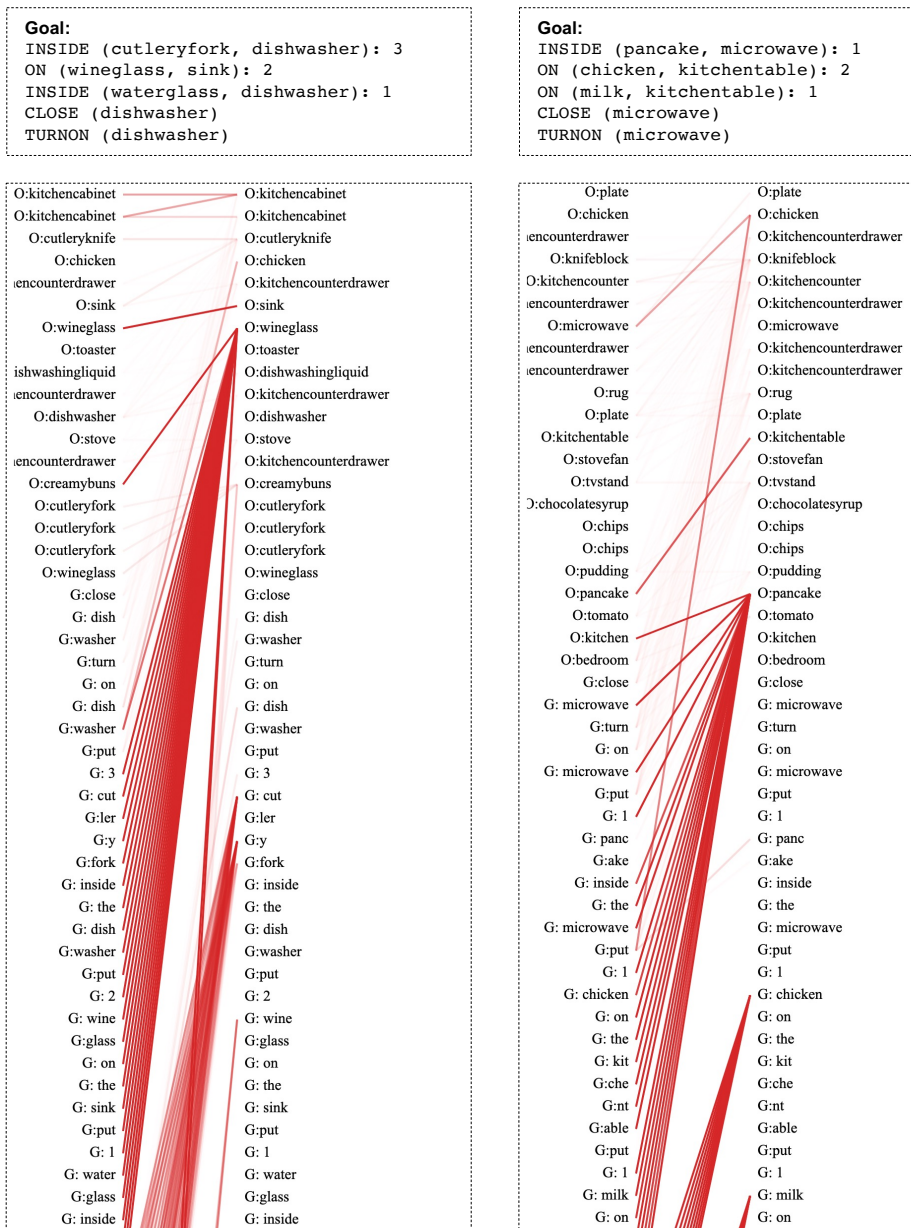 Goal:
INSIDE (cutleryfork, dishwasher): 3
ON (wineglass, sink): 2
INSIDE (waterglass, dishwasher): 1
CLOSE (dishwasher)
TURNON (dishwasher)
O:kitchencabinet O:kitchencabinet
O:kitchencabinet O:kitchencabinet
O:cutleryknife O:cutleryknife
O:chicken O:chicken
encounterdrawer O:kitchencounterdrawer
O:sink O:sink
O:wineglass O:wineglass
O:toaster O:toaster
ishwashingliquid O:dishwashingliquid
encounterdrawer O:kitchencounterdrawer
O:dishwasher O:dishwasher
O:stove O:stove
encounterdrawer O:kitchencounterdrawer
O:creamybuns O:creamybuns
O:cutleryfork O:cutleryfork
O:cutleryfork O:cutleryfork
O:cutleryfork O:cutleryfork
O:wineglass O:wineglass
G:close G:close
G: dish G: dish
G:washer G:washer
G:turn G:turn
G: on G: on
G: dish G: dish
G:washer G:washer
G:put G:put
G: 3 G: 3
G: cut G: cut
G:ler G:ler
G:y G:y
G:fork G:fork
G: inside G: inside
G: the G: the
G: dish G: dish
G:washer G:washer
G:put G:put
G: 2 G: 2
G: wine G: wine
G:glass G:glass
G: on G: on
G: the G: the
G: sink G: sink
G:put G:put
G: 1 G: 1
G: water G: water
G:glass G:glass
G: inside G: inside
Goal:
INSIDE (pancake, microwave): 1
ON (chicken, kitchentable): 2
ON (milk, kitchentable): 1
CLOSE (microwave)
TURNON (microwave)
O:plate O:plate
O:chicken O:chicken
encounterdrawer O:kitchencounterdrawer
O:knifeblock O:knifeblock
O:kitchencounter O:kitchencounter
encounterdrawer O:kitchencounterdrawer
O:microwave O:microwave
encounterdrawer O:kitchencounterdrawer
encounterdrawer O:kitchencounterdrawer
O:rug O:rug
O:plate O:plate
O:kitchentable O:kitchentable
O:stovefan O:stovefan
O:tvstand O:tvstand
O:chocolatesyrup O:chocolatesyrup
O:chips O:chips
O:chips O:chips
O:pudding O:pudding
O:pancake O:pancake
O:tomato O:tomato
O:kitchen O:kitchen
O:bedroom O:bedroom
G:close G:close
G: microwave G: microwave
G:turn G:turn
G: on G: on
G: microwave G: microwave
G:put G:put
G: 1 G: 1
G: panc G: panc
G:ake G:ake
G: inside G: inside
G: the G: the
G: microwave G: microwave
G:put G:put
G: 1 G: 1
G: chicken G: chicken
G: on G: on
G: the G: the
G: kit G: kit
G:che G:che
G:nt G:nt
G:able G:able
G:put G:put
G: 1 G: 1
G: milk G: milk
G: on G: on